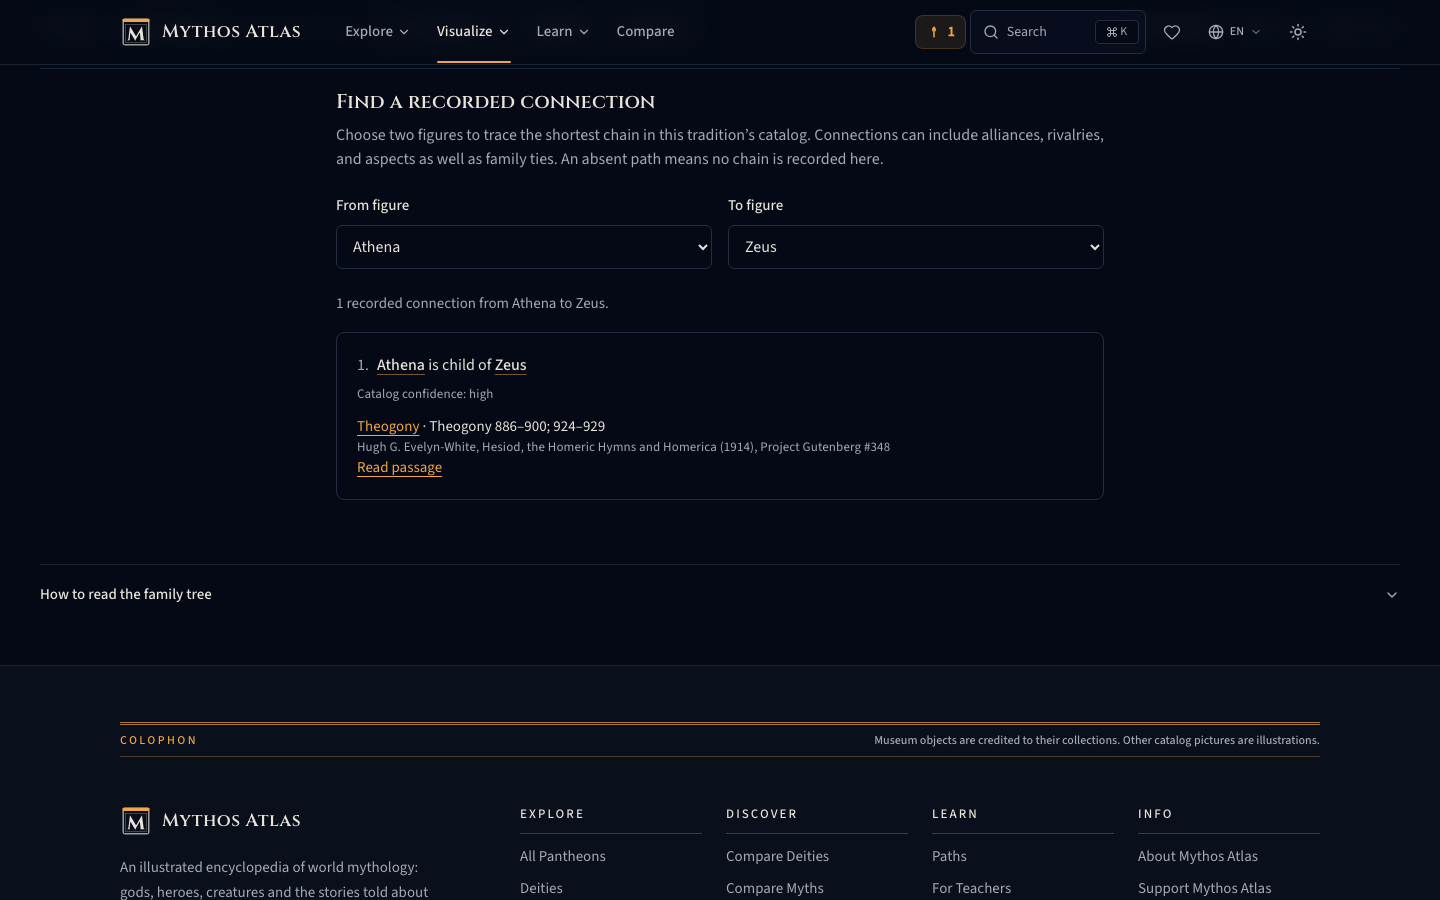 Mythos Atlas
Explore
Visualize
Learn
Compare
1
Search
⌘ K
EN
Find a recorded connection
Choose two figures to trace the shortest chain in this tradition’s catalog. Connections can include alliances, rivalries,
and aspects as well as family ties. An absent path means no chain is recorded here.
From figure
To figure
Athena
Zeus
1 recorded connection from Athena to Zeus.
1. Athena is child of Zeus
Catalog confidence: high
Theogony · Theogony 886–900; 924–929
Hugh G. Evelyn-White, Hesiod, the Homeric Hymns and Homerica (1914), Project Gutenberg #348
Read passage
How to read the family tree
COLOPHON
Museum objects are credited to their collections. Other catalog pictures are illustrations.
M Mythos Atlas
An illustrated encyclopedia of world mythology:
gods, heroes, creatures and the stories told about
EXPLORE
All Pantheons
Deities
DISCOVER
Compare Deities
Compare Myths
LEARN
Paths
For Teachers
INFO
About Mythos Atlas
Support Mythos Atlas